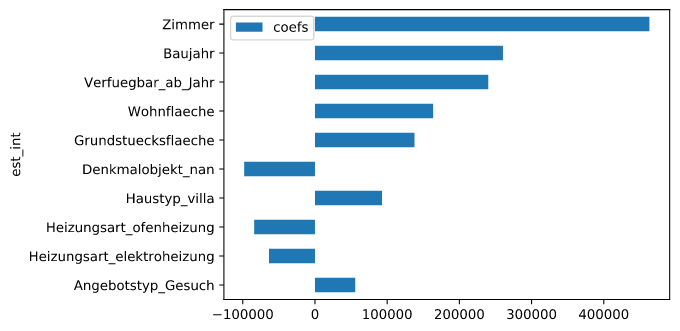 coefs
est_int
Zimmer
Baujahr
Verfuegbar_ab_Jahr
Wohnflaeche
Grundstuecksflaeche
Denkmalobjekt_nan
Haustyp_villa
Heizungsart_ofenheizung
Heizungsart_elektroheizung
Angebotstyp_Gesuch
−100000 0 100000 200000 300000 400000